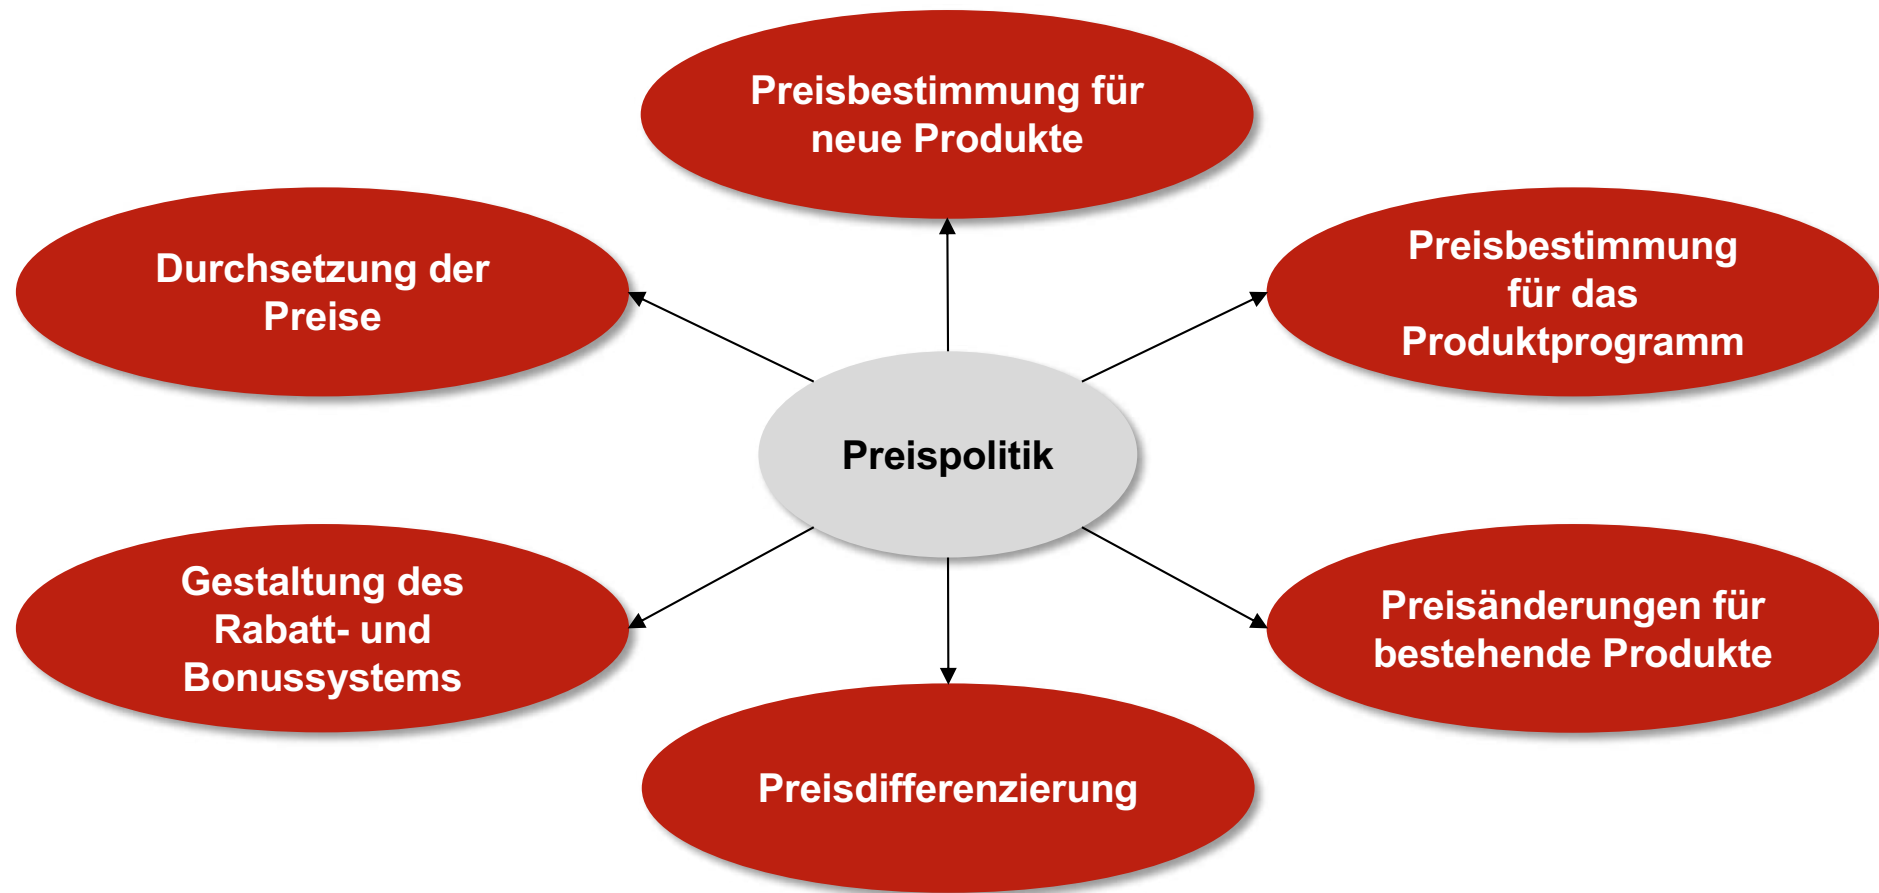 Preisbestimmung für
neue Produkte
Durchsetzung der
Preise
Preisbestimmung
für das
Produktprogramm
Preispolitik
Gestaltung des
Rabatt- und
Bonussystems
Preisänderungen für
bestehende Produkte
Preisdifferenzierung